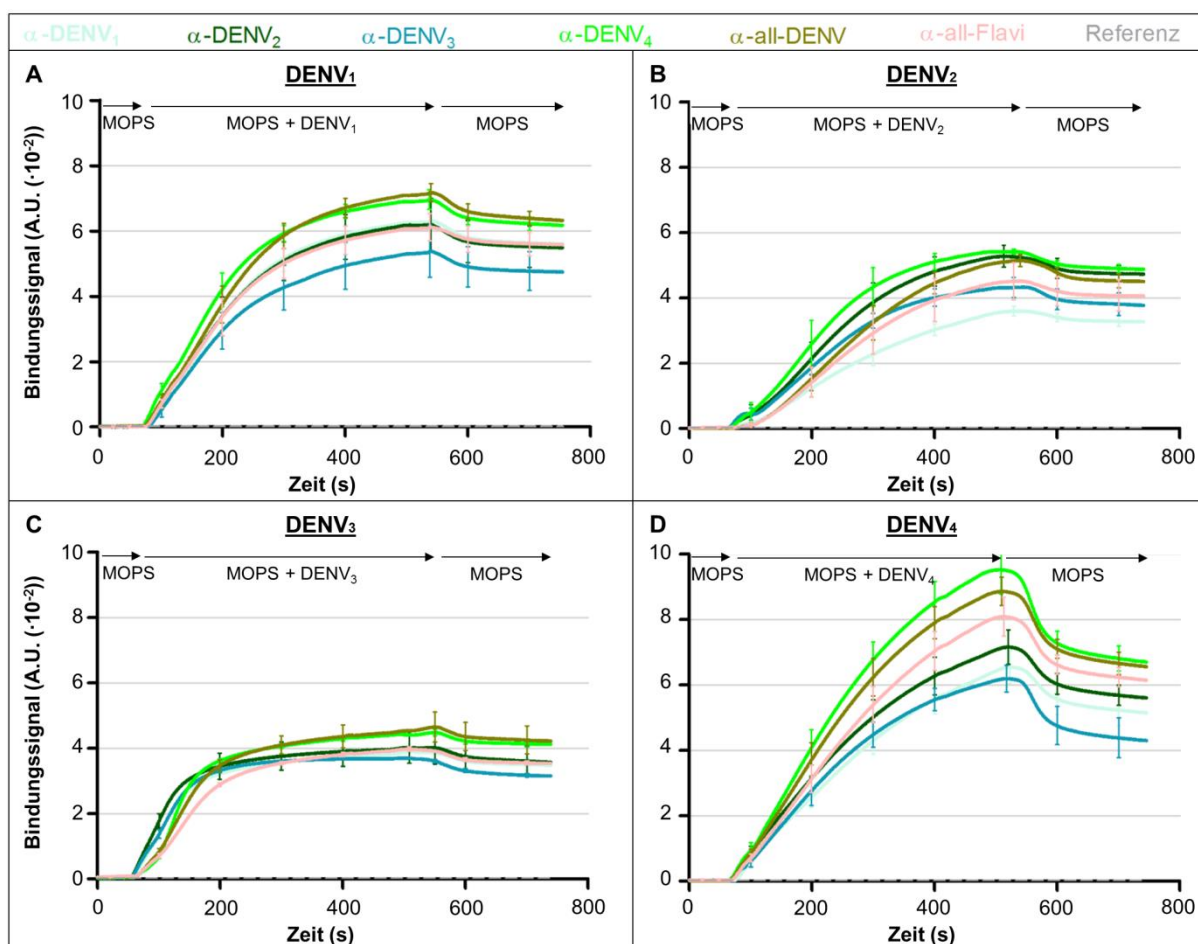 α-DENV₁ α-DENV₂ α-DENV₃ α-DENV₄ α-all-DENV α-all-Flavi Referenz
A DENV₁
MOPS MOPS + DENV₁ MOPS
Bindungssignal (A.U. (·10⁻²))
10
8
6
4
2
0
0 200 400 600 800
Zeit (s)
B DENV₂
MOPS MOPS + DENV₂ MOPS
10
8
6
4
2
0
0 200 400 600 800
Zeit (s)
C DENV₃
MOPS MOPS + DENV₃ MOPS
Bindungssignal (A.U. (·10⁻²))
10
8
6
4
2
0
0 200 400 600 800
Zeit (s)
D DENV₄
MOPS MOPS + DENV₄ MOPS
10
8
6
4
2
0
0 200 400 600 800
Zeit (s)